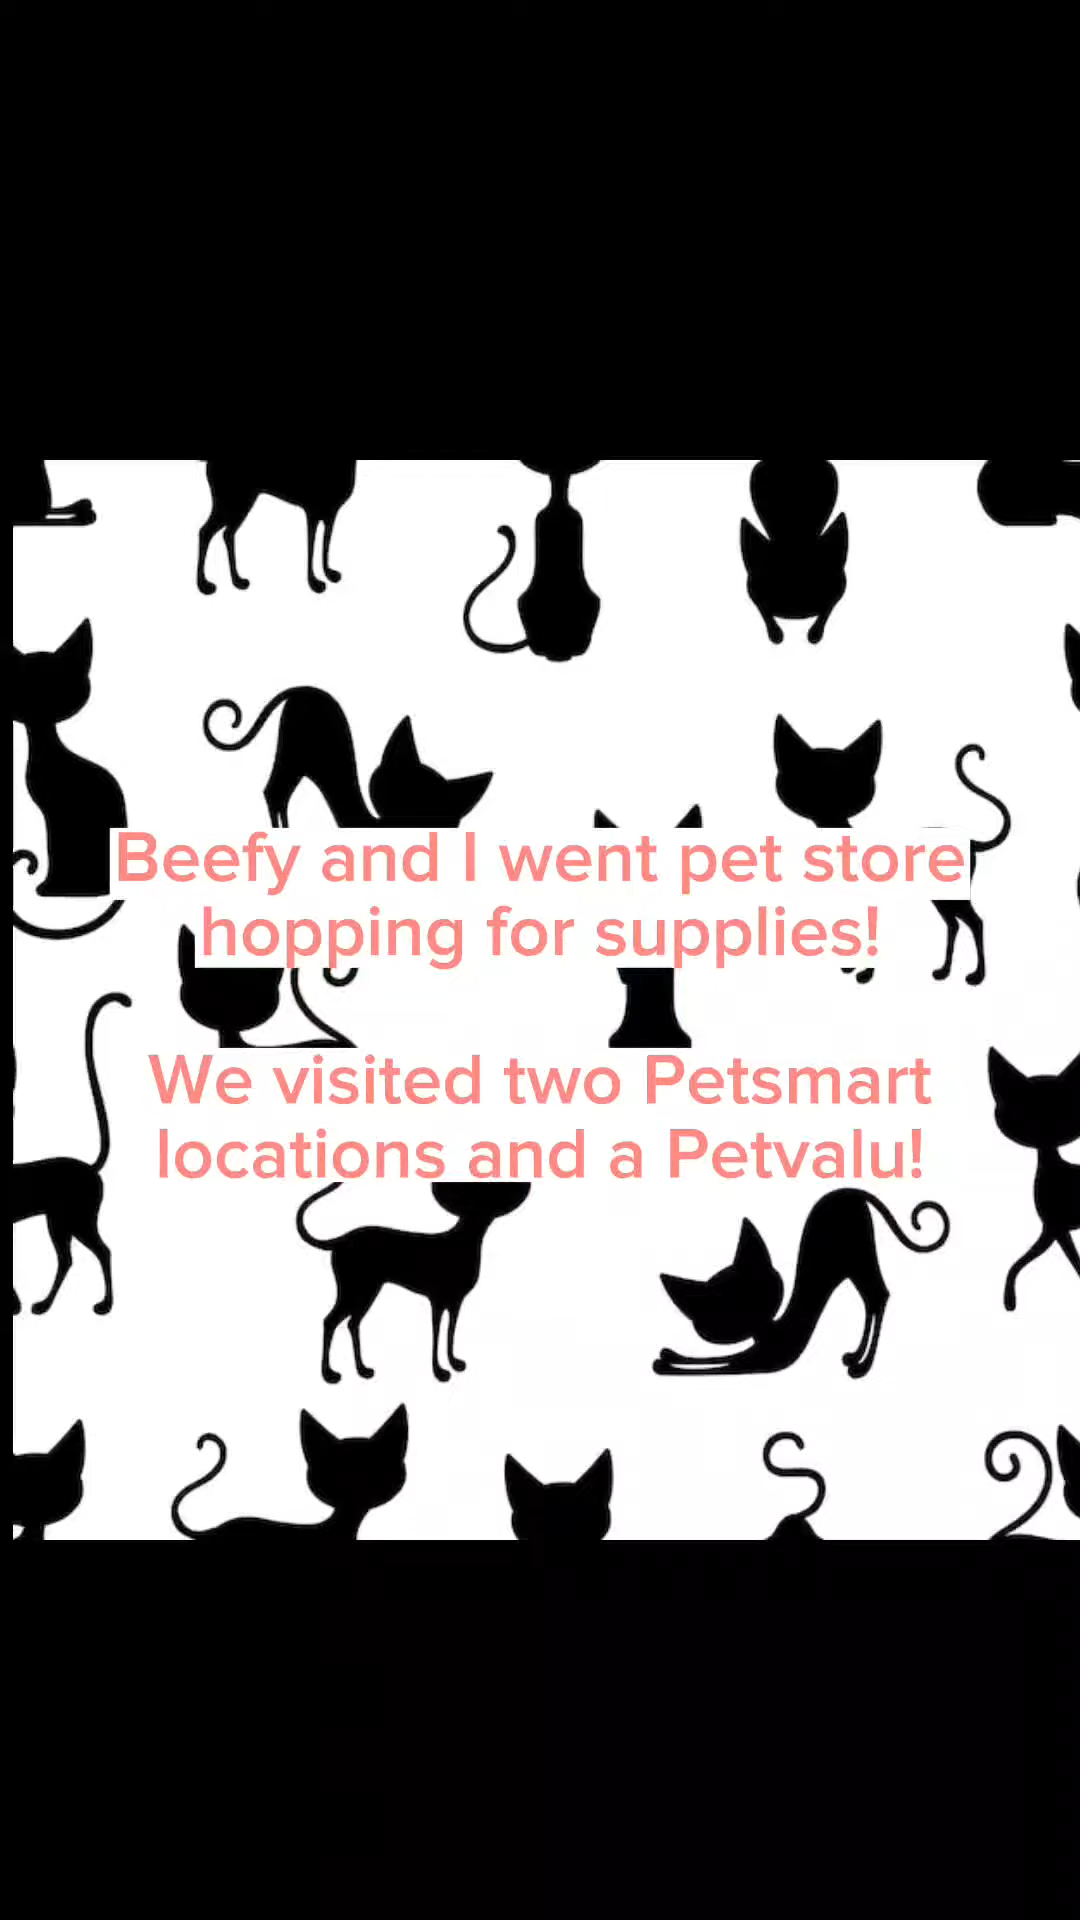 Beefy and I went pet store
hopping for supplies!
We visited two Petsmart
locations and a Petvalu!